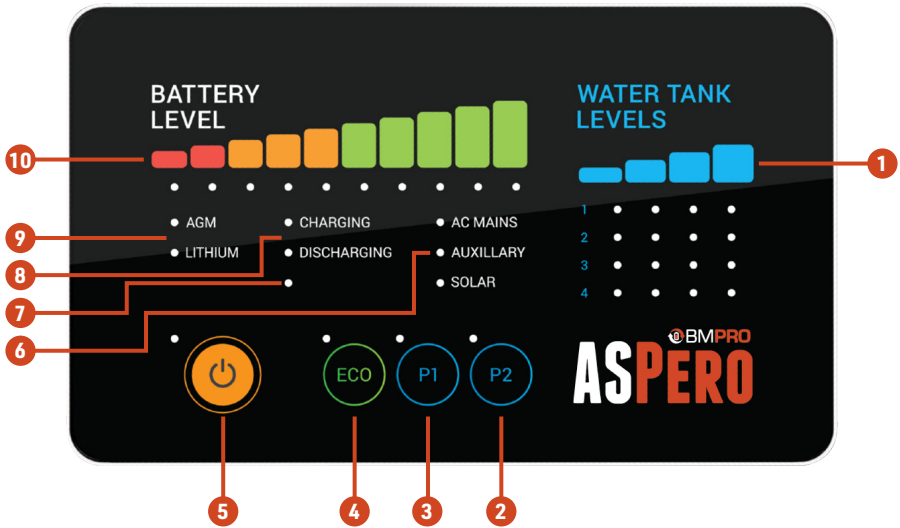 BATTERY
LEVEL
WATER TANK
LEVELS
10
1
9
AGM
CHARGING
AC MAINS
1
LITHIUM
DISCHARGING
AUXILLARY
2
8
SOLAR
3
7
4
6
BMPRO
ASPERO
ECO
P1
P2
5
4
3
2